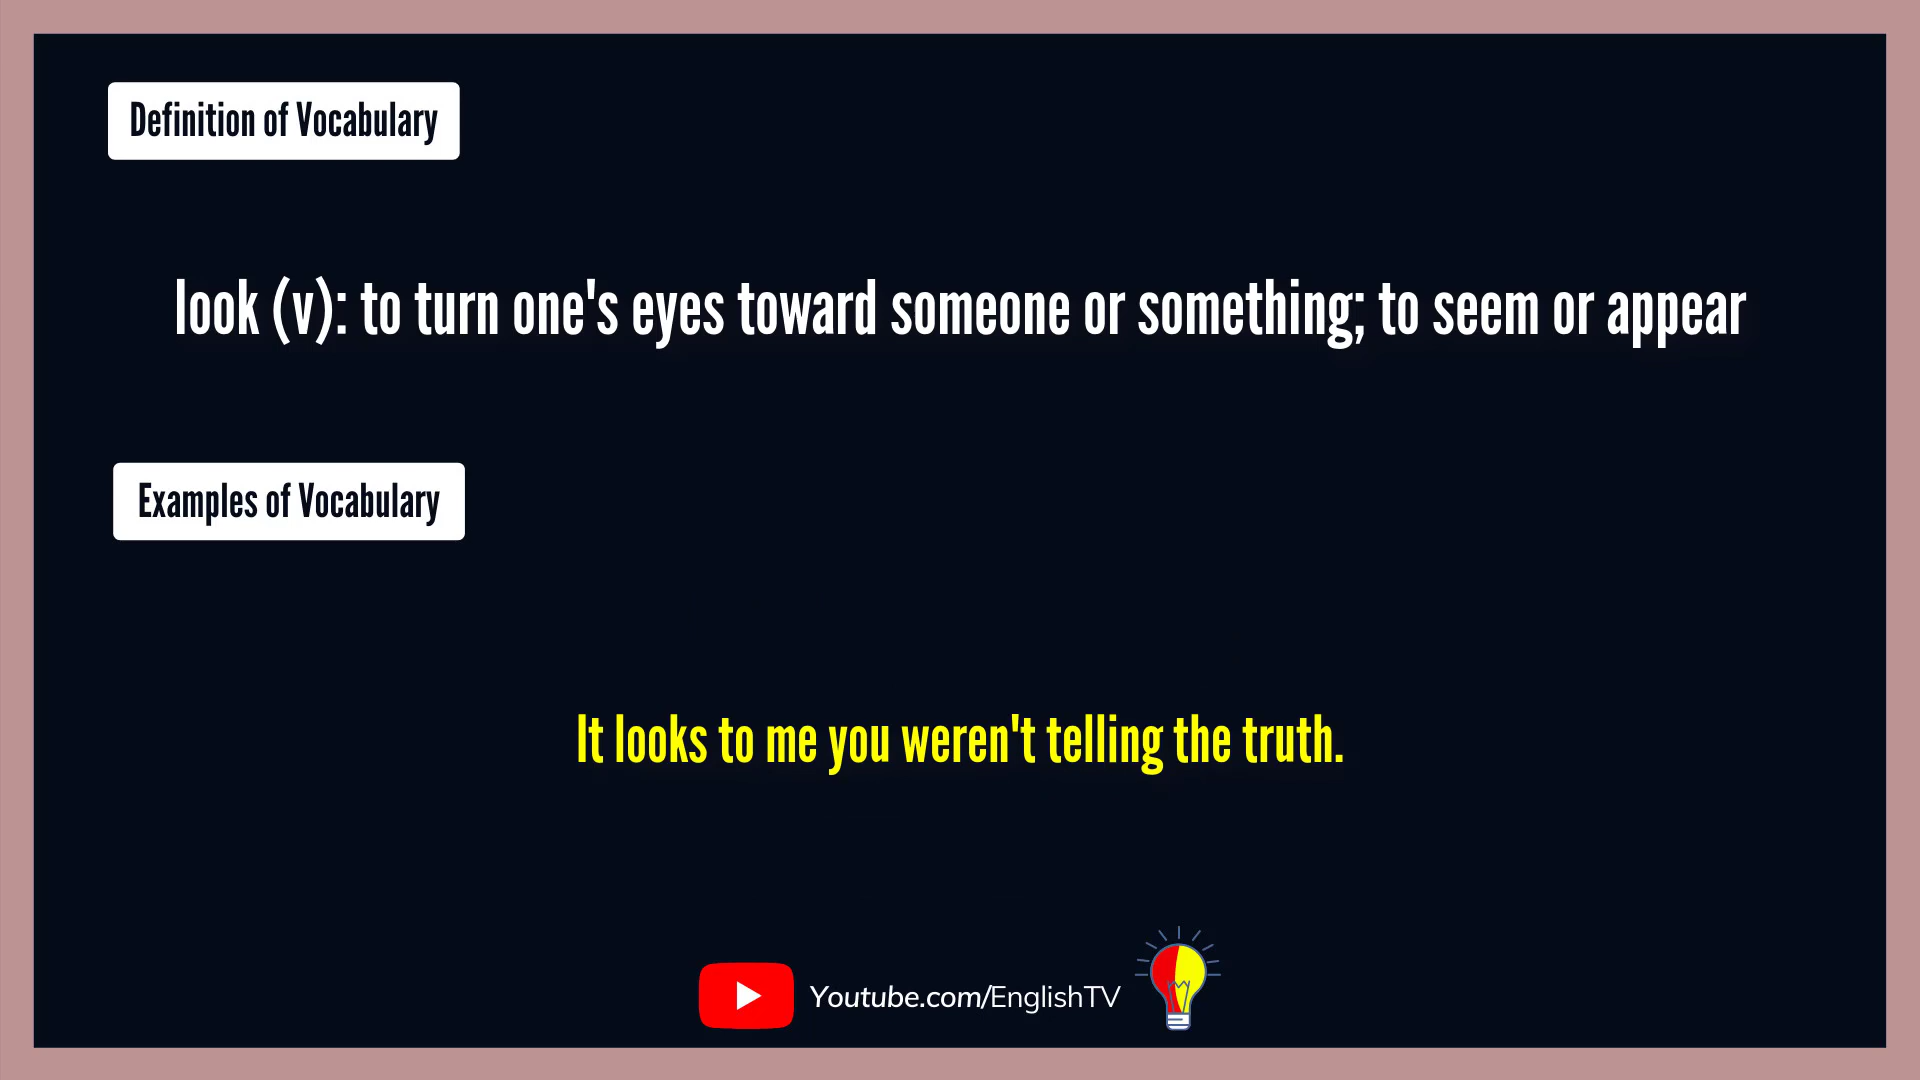 Definition of Vocabulary
look (v): to turn one's eyes toward someone or something; to seem or appear
Examples of Vocabulary
It looks to me you weren't telling the truth.
Youtube.com/EnglishTV